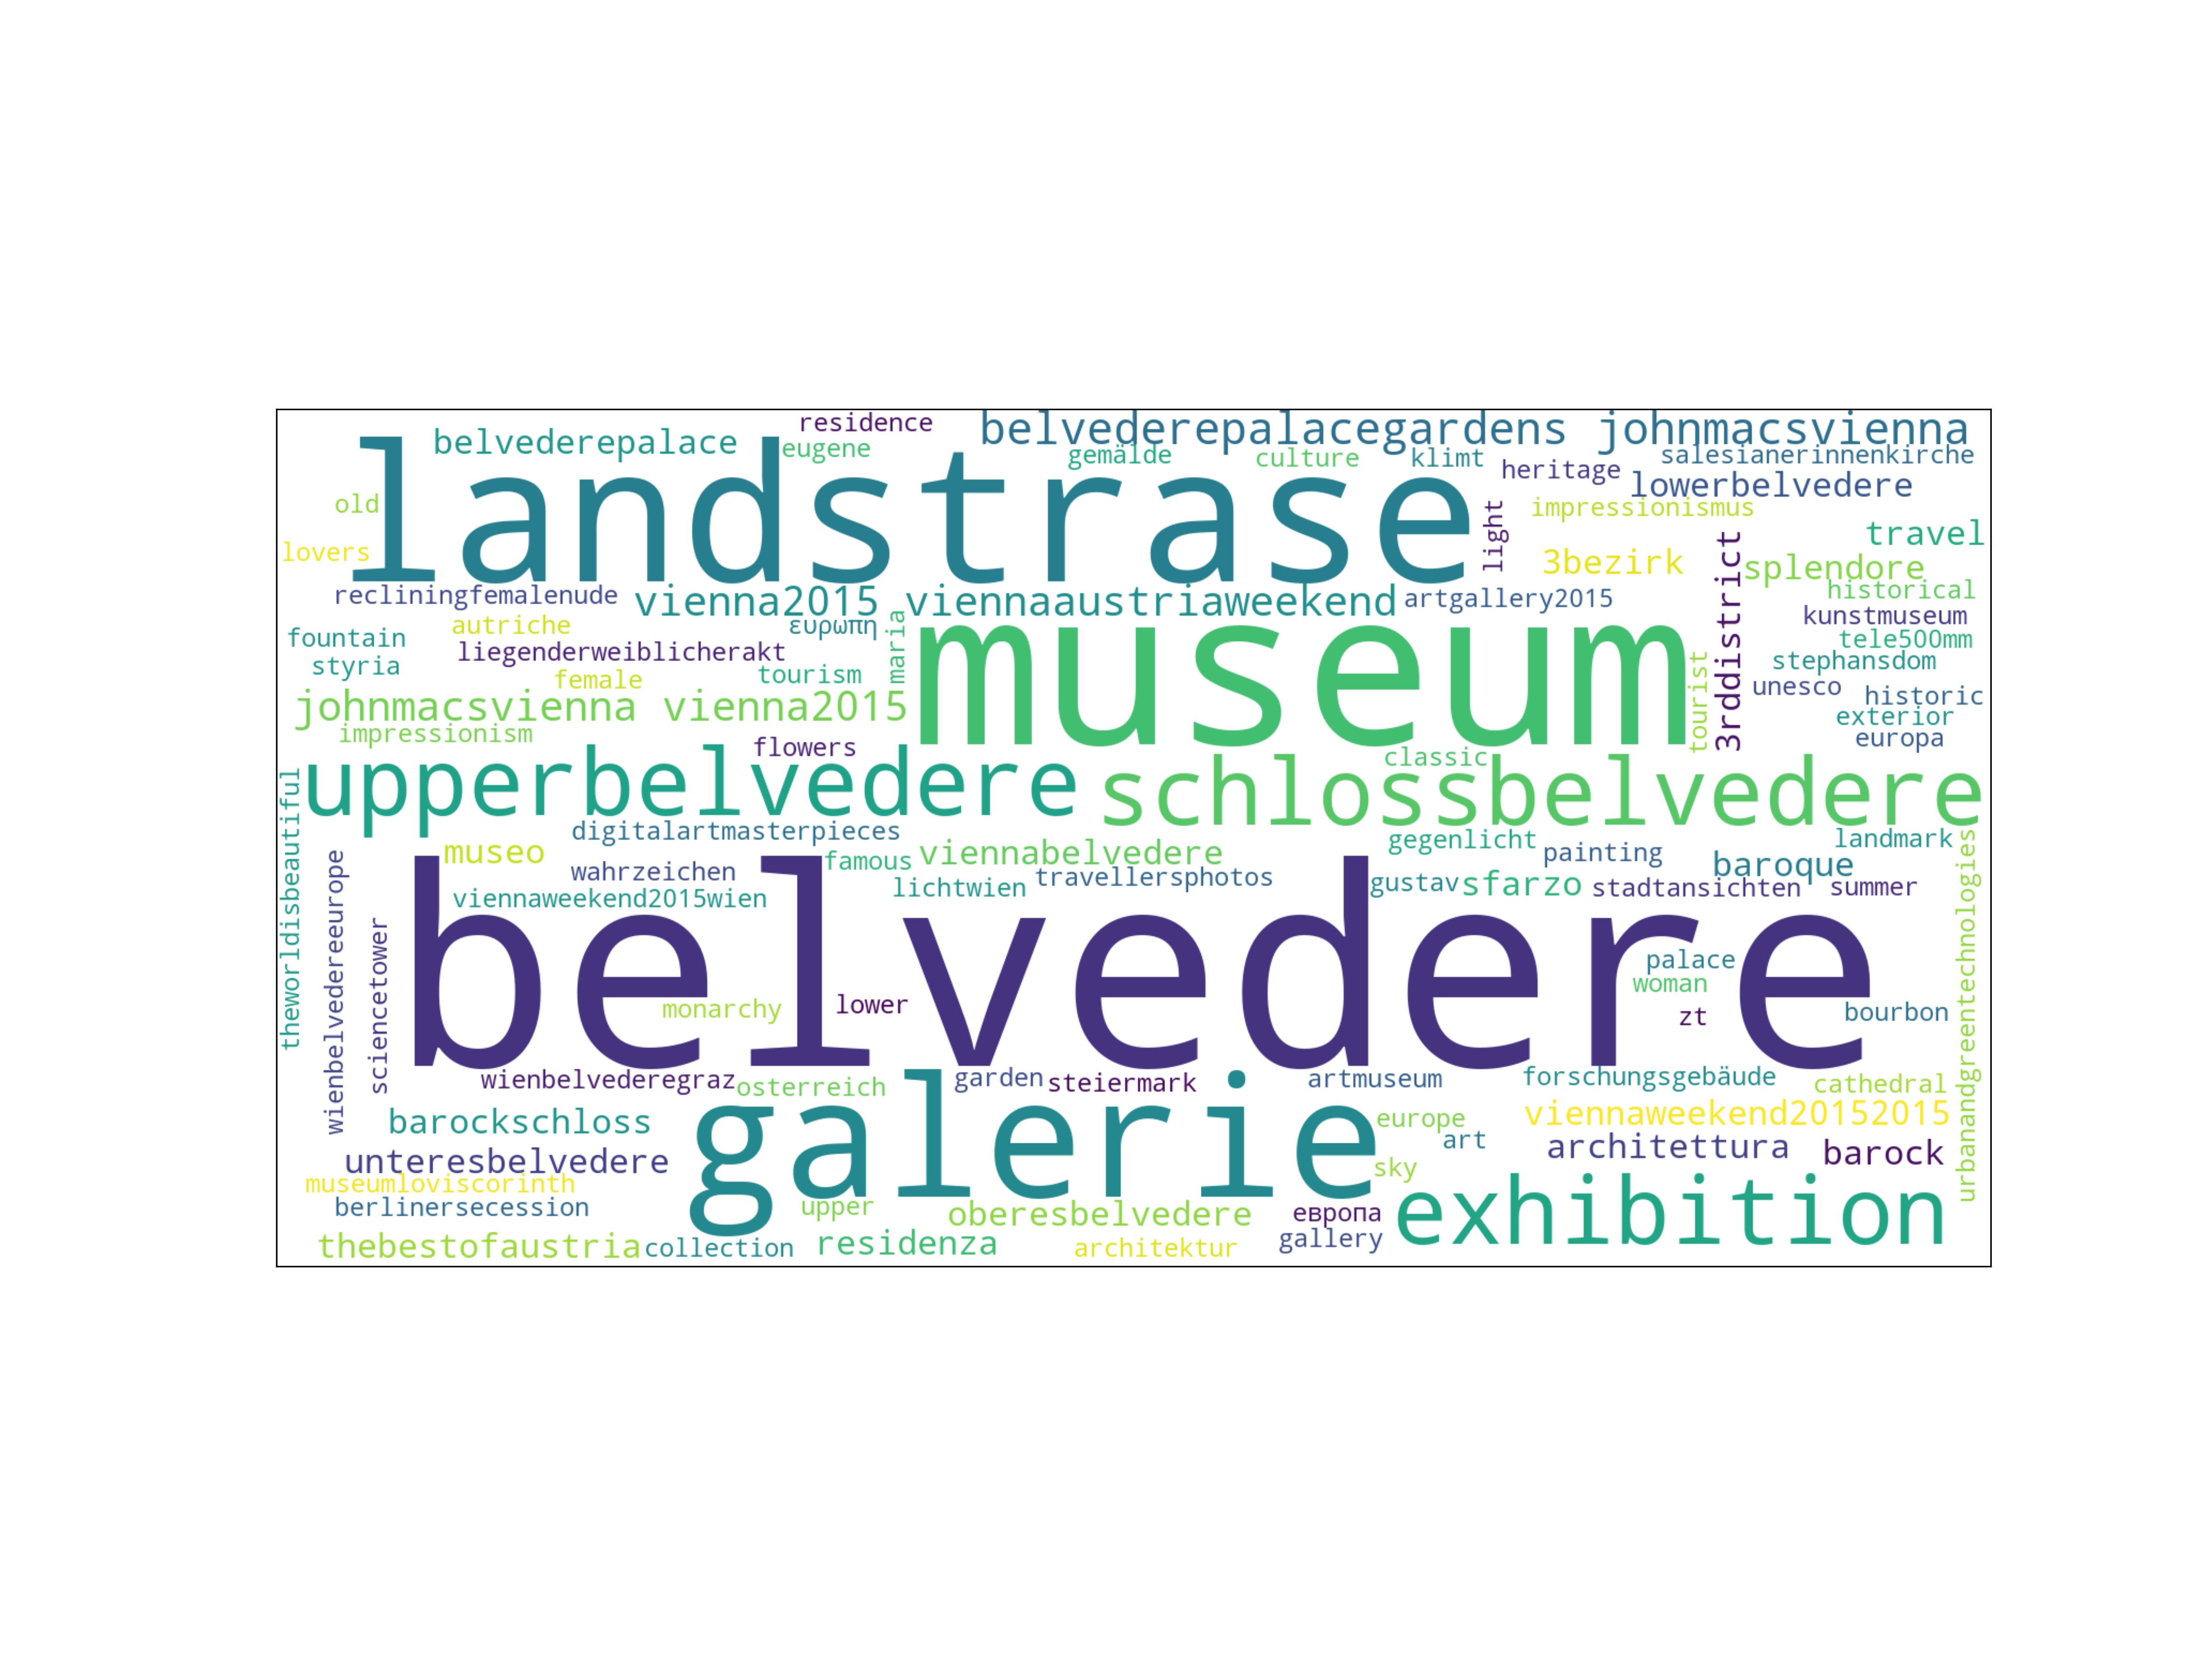 residence
belvederepalacegardens johnmacsvienna
belvederepalace
eugene
gemälde
culture
klimt
salesianerinnenkirche
heritage
landstrase
lowerbelvedere
old
light
impressionismus
travel
lovers
3bezirk
splendore
3rddistrict
historical
recliningfemalenude
vienna2015 viennaaustriaweekend
artgallery2015
kunstmuseum
autriche
ευρωπη
maria
museum
fountain
tele500mm
liegenderweiblicherakt
styria
tourism
stephansdom
female
tourist
unesco
historic
johnmacsvienna vienna2015
exterior
impressionism
europa
flowers
classic
upperbelvedere
schlossbelvedere
theworldisbeautiful
digitalartmasterpieces
gegenlicht
landmark
urbanandgreentechnologies
museo
famous
viennabelvedere
painting
baroque
wienbelvedereeurope
wahrzeichen
travellersphotos
gustav
sfarzo
stadtansichten
summer
viennaweekend2015wien
lichtwien
sciencetower
belvedere
palace
woman
monarchy
lower
zt
bourbon
wienbelvederegraz
osterreich
garden
steiermark
artmuseum
forschungsgebäude
cathedral
galerie
barockschloss
europe
viennaweekend20152015
art
architettura
barock
unteresbelvedere
sky
museumloviscorinth
berlinersecession
upper
oberesbelvedere
европа
exhibition
thebestofaustria
collection
residenza
architektur
gallery